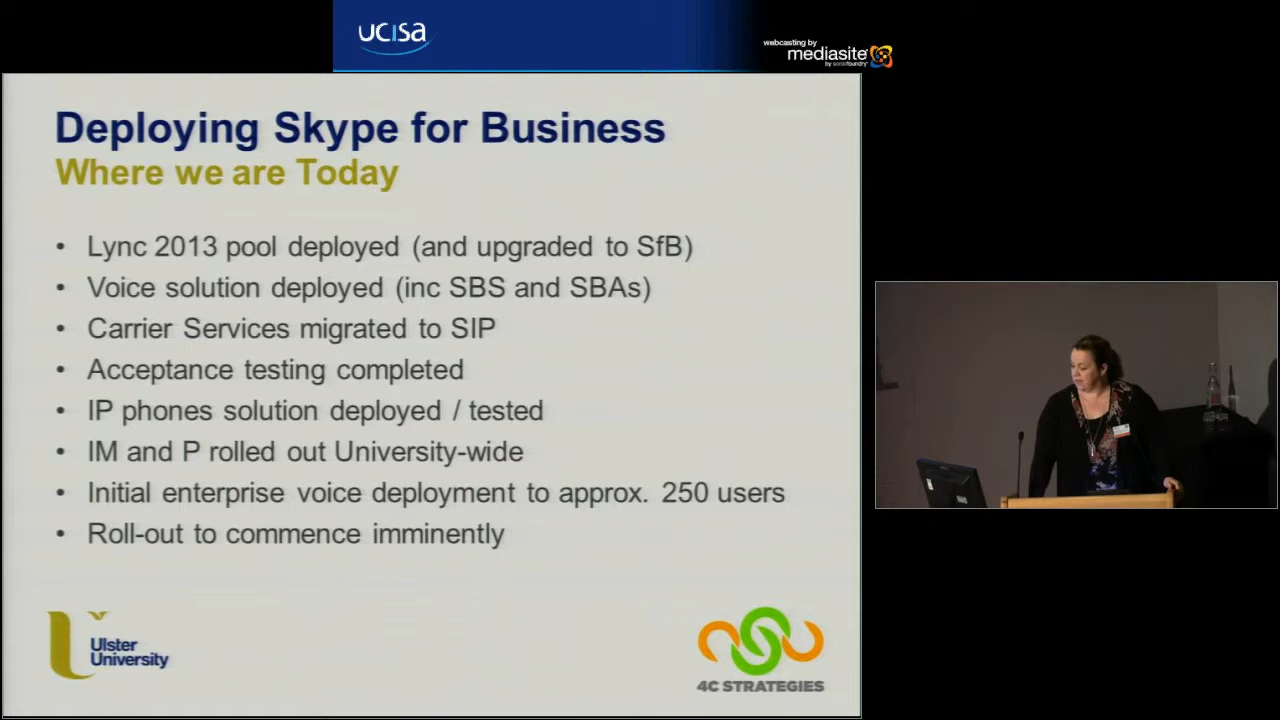 ucisa
webcasting by
mediasite
by sonicfoundry
Deploying Skype for Business
Where we are Today
• Lync 2013 pool deployed (and upgraded to SfB)
• Voice solution deployed (inc SBS and SBAs)
• Carrier Services migrated to SIP
• Acceptance testing completed
• IP phones solution deployed / tested
• IM and P rolled out University-wide
• Initial enterprise voice deployment to approx. 250 users
• Roll-out to commence imminently
Ulster
University
4C STRATEGIES